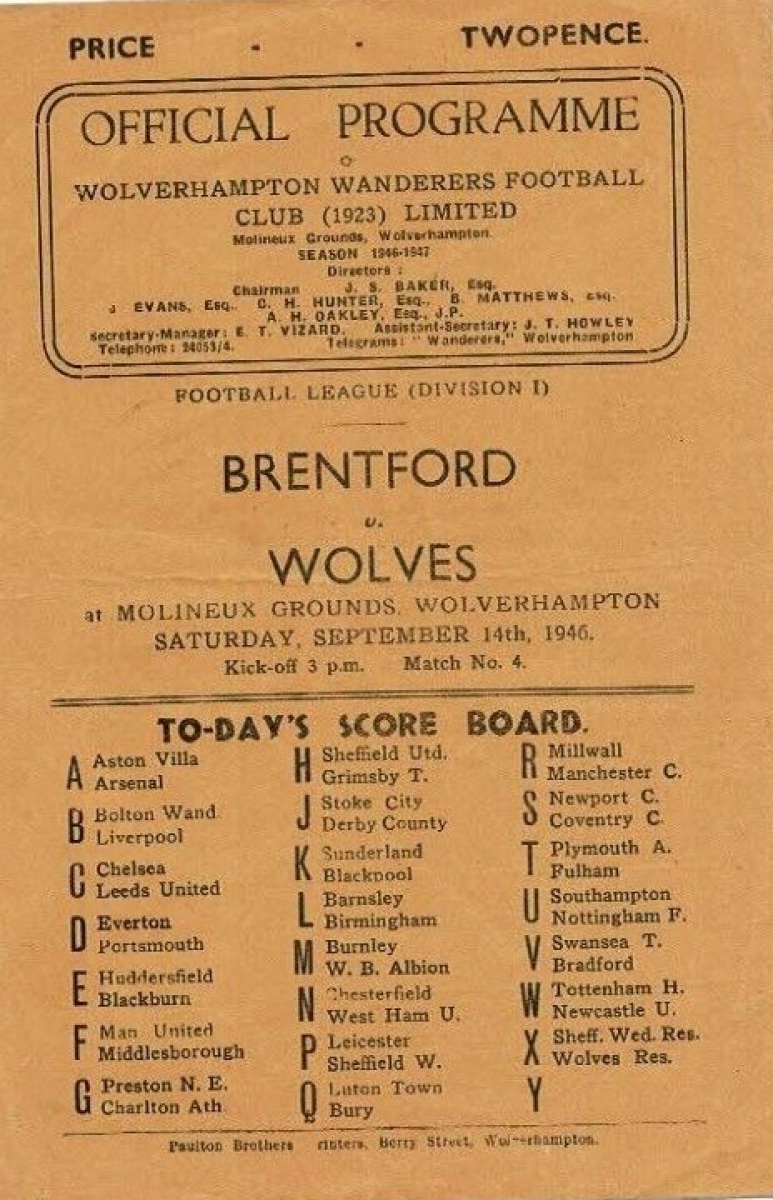 PRICE - - TWOPENCE.
OFFICIAL PROGRAMME
WOLVERHAMPTON WANDERERS FOOTBALL
CLUB (1923) LIMITED
Molineux Grounds, Wolverhampton.
SEASON 1946-1947
Directors :
Chairman J. S. BAKER, Esq.
J EVANS, Esq., C. H. HUNTER, Esq., B. MATTHEWS, Esq.
A. H. OAKLEY, Esq., J.P.
Secretary-Manager: E. T. VIZARD. Assistant-Secretary: J. T. HOWLEY
Telephone: 24053/4. Telegrams: "Wanderers," Wolverhampton
FOOTBALL LEAGUE (DIVISION I)
BRENTFORD
v.
WOLVES
at MOLINEUX GROUNDS, WOLVERHAMPTON
SATURDAY, SEPTEMBER 14th, 1946.
Kick-off 3 p.m. Match No. 4.
TO-DAY'S SCORE BOARD.
A Aston Villa
Arsenal
B Bolton Wand.
Liverpool
C Chelsea
Leeds United
D Everton
Portsmouth
E Huddersfield
Blackburn
F Man United
Middlesborough
G Preston N. E.
Charlton Ath.
H Sheffield Utd.
Grimsby T.
J Stoke City
Derby County
K Sunderland
Blackpool
L Barnsley
Birmingham
M Burnley
W. B. Albion
N Chesterfield
West Ham U.
P Leicester
Sheffield W.
Q Luton Town
Bury
R Millwall
Manchester C.
S Newport C.
Coventry C.
T Plymouth A.
Fulham
U Southampton
Nottingham F.
V Swansea T.
Bradford
W Tottenham H.
Newcastle U.
X Sheff. Wed. Res.
Wolves Res.
Y
Paulton Brothers Printers, Berry Street, Wolverhampton.